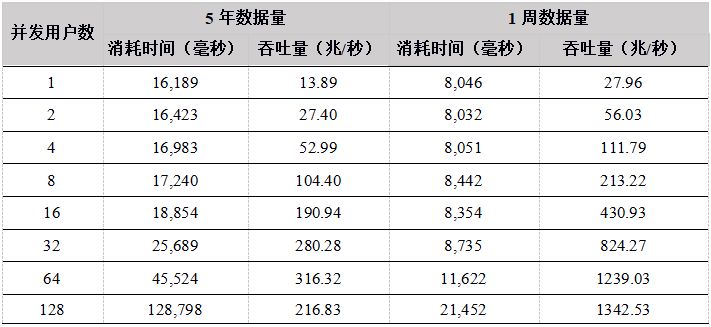 并发用户数 5 年数据量 1 周数据量
消耗时间（毫秒） 吞吐量（兆/秒） 消耗时间（毫秒） 吞吐量（兆/秒）
1 16,189 13.89 8,046 27.96
2 16,423 27.40 8,032 56.03
4 16,983 52.99 8,051 111.79
8 17,240 104.40 8,442 213.22
16 18,854 190.94 8,354 430.93
32 25,689 280.28 8,735 824.27
64 45,524 316.32 11,622 1239.03
128 128,798 216.83 21,452 1342.53